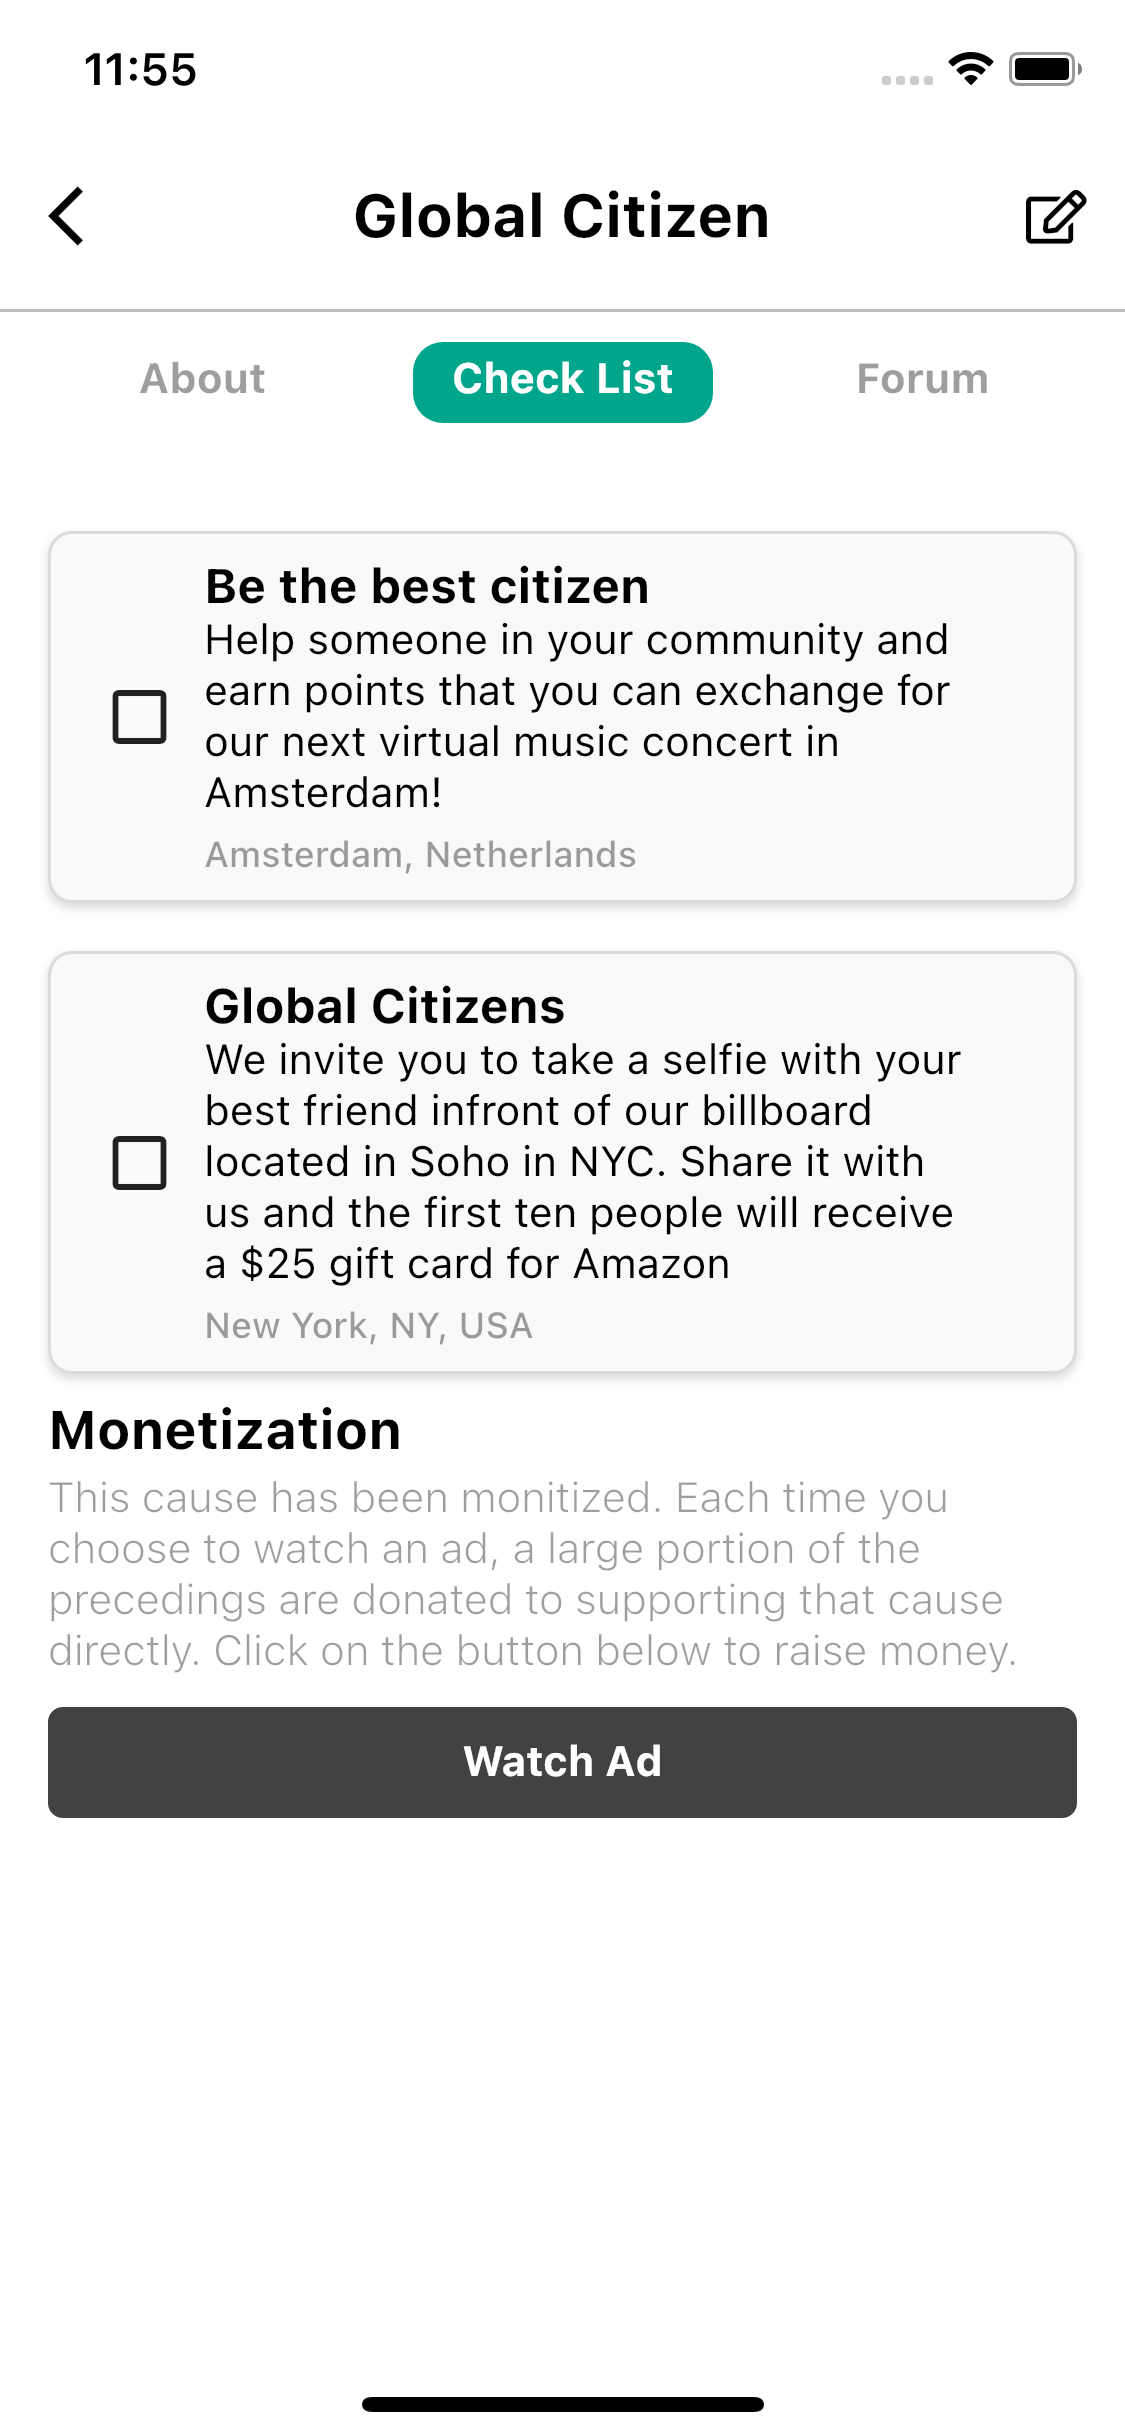 11:55
Global Citizen
About
Check List
Forum
Be the best citizen
Help someone in your community and
earn points that you can exchange for
our next virtual music concert in
Amsterdam!
Amsterdam, Netherlands
Global Citizens
We invite you to take a selfie with your
best friend infront of our billboard
located in Soho in NYC. Share it with
us and the first ten people will receive
a $25 gift card for Amazon
New York, NY, USA
Monetization
This cause has been monitized. Each time you
choose to watch an ad, a large portion of the
precedings are donated to supporting that cause
directly. Click on the button below to raise money.
Watch Ad